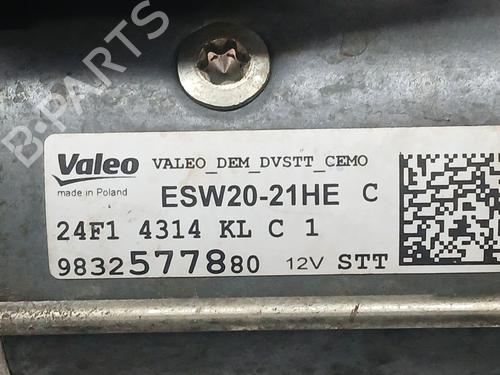 B-PARTS
Valeo VALEO_DEM_DVSTT_CEMO
made in Poland
ESW20-21HE C
24F1 4314 KL C 1
9832577880 12V STT